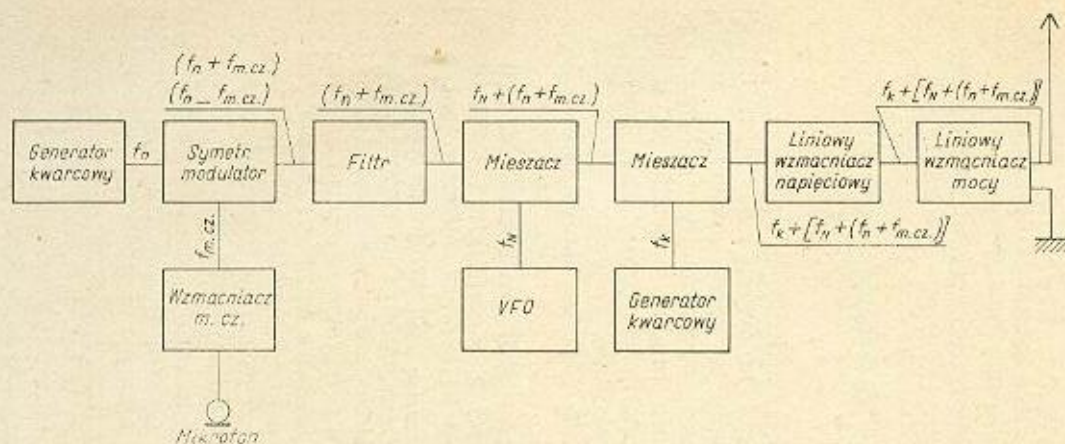 (fn + fm.cz.)
(fn – fm.cz.)
(fn + fm.cz.)
fN + (fn + fm.cz.)
fk + [fN + (fn + fm.cz.)]
Generator
kwarcowy
fn
Symetr.
modulator
Filtr
Mieszacz
Mieszacz
Liniowy
wzmacniacz
napięciowy
Liniowy
wzmacniacz
mocy
fk + [fN + (fn + fm.cz.)]
fm.cz.
fN
fk
Wzmacniacz
m. cz.
VFO
Generator
kwarcowy
Mikrofon